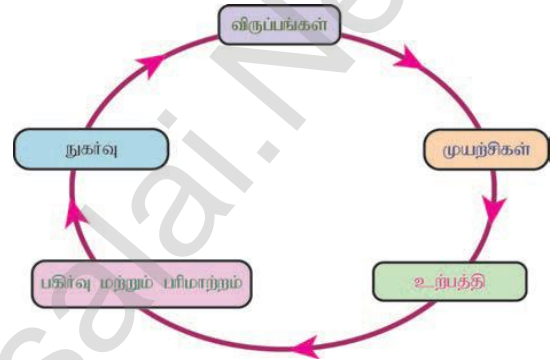 விருப்பங்கள்
முயற்சிகள்
உற்பத்தி
பகிர்வு மற்றும் பரிமாற்றம்
நுகர்வு